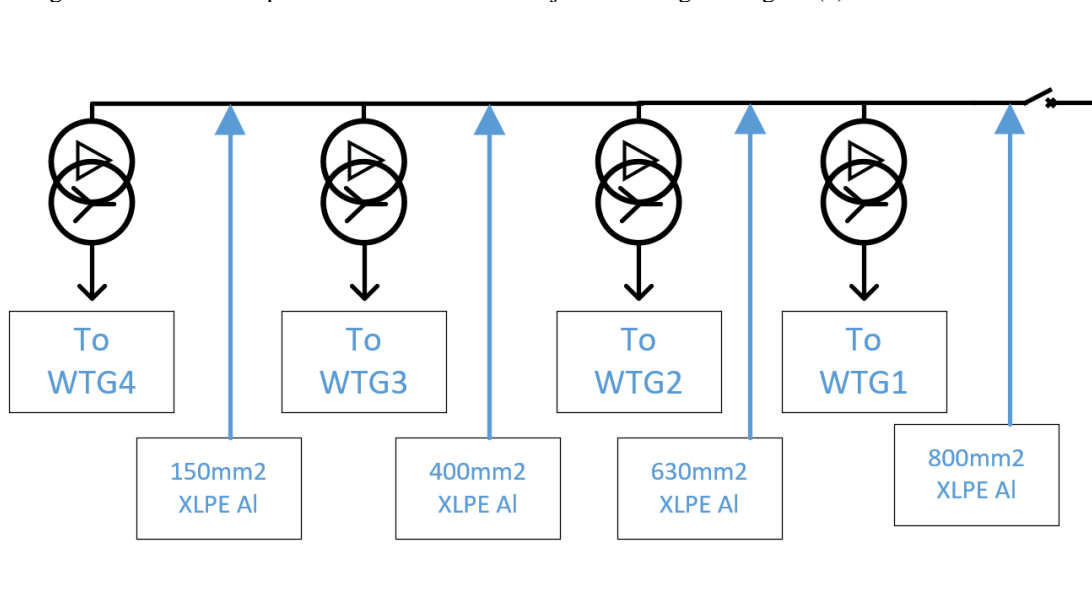 To
WTG4
To
WTG3
To
WTG2
To
WTG1
150mm2
XLPE Al
400mm2
XLPE Al
630mm2
XLPE Al
800mm2
XLPE Al